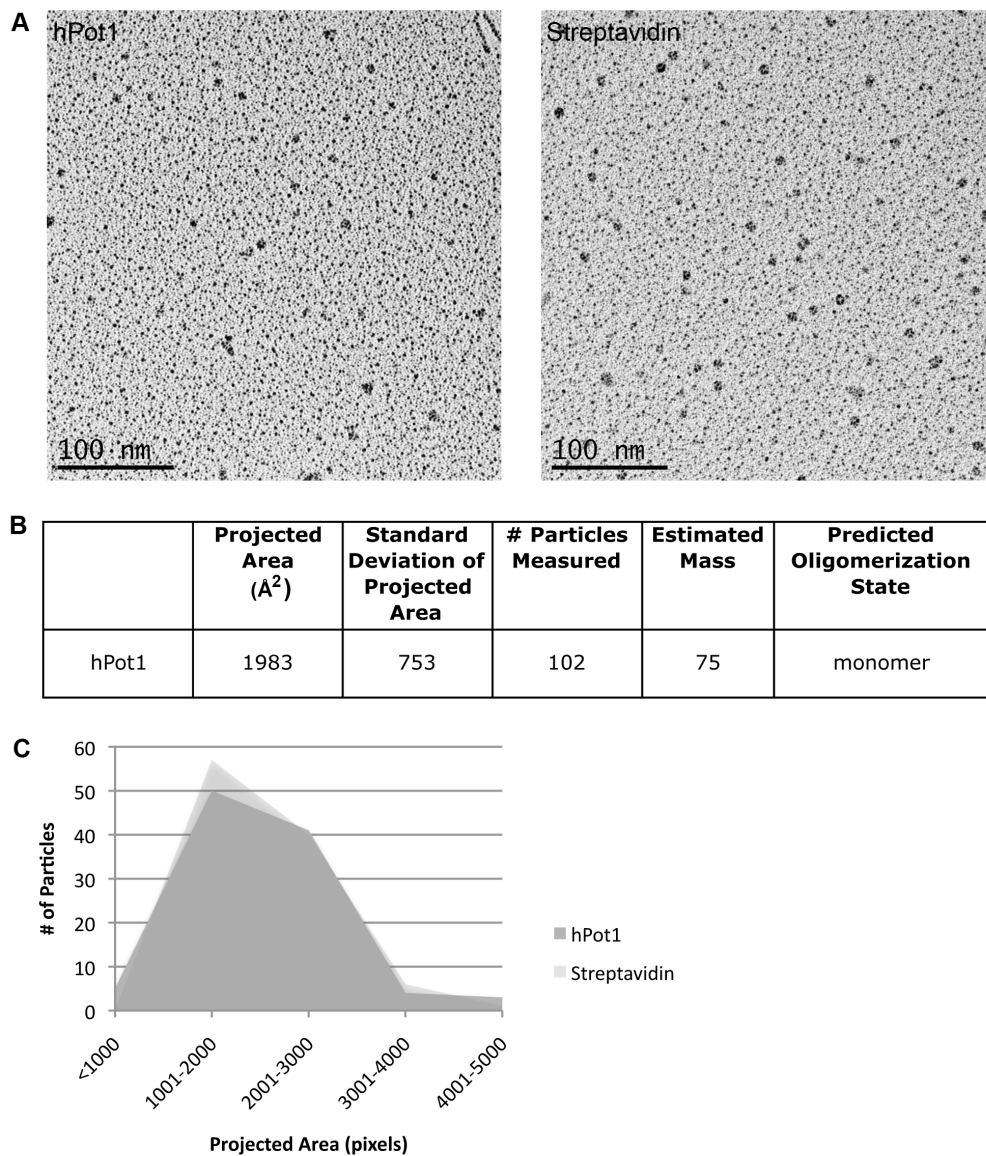 A
hPot1
Streptavidin
100 nm
100 nm
B
Projected Area (Å²)
Standard Deviation of Projected Area
# Particles Measured
Estimated Mass
Predicted Oligomerization State
hPot1
1983
753
102
75
monomer
C
60
50
40
30
20
10
0
# of Particles
<1000
1001-2000
2001-3000
3001-4000
4001-5000
Projected Area (pixels)
hPot1
Streptavidin